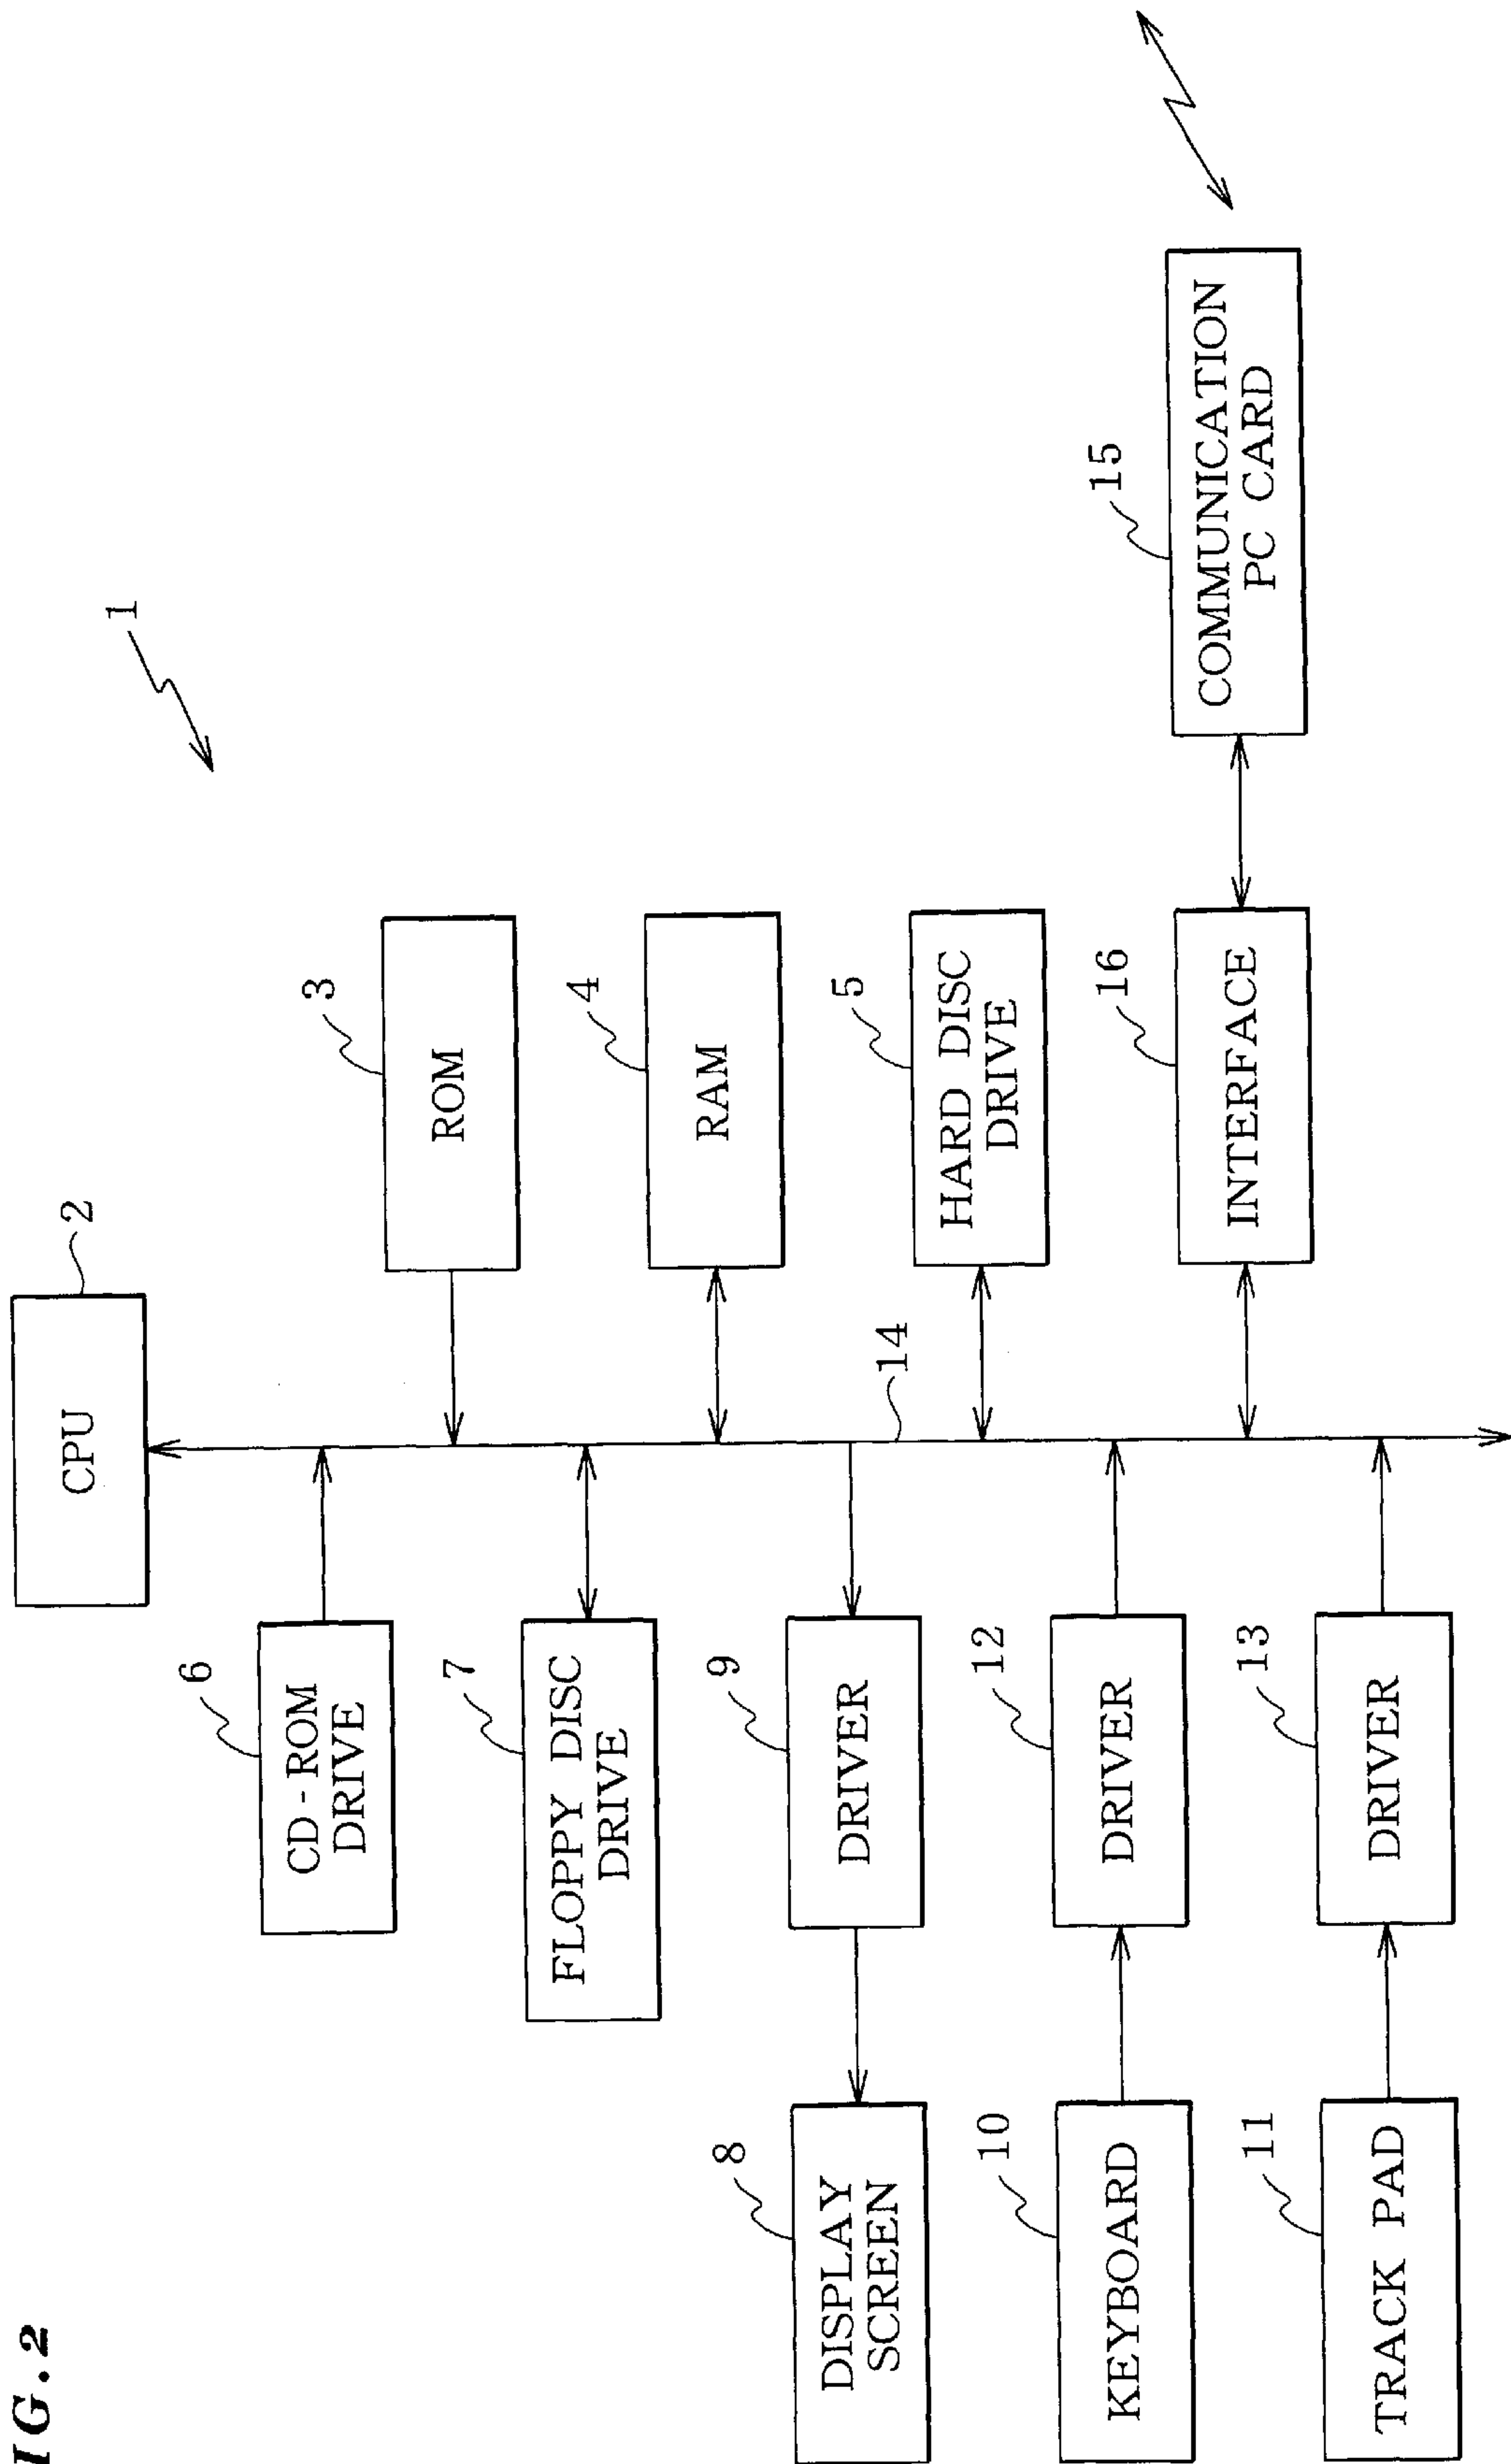 IG.2
1
CPU
2
6
CD-ROM
DRIVE
3
ROM
7
FLOPPY DISC
DRIVE
4
RAM
8
DISPLAY
SCREEN
9
DRIVER
14
5
HARD DISC
DRIVE
10
KEYBOARD
12
DRIVER
16
INTERFACE
15
COMMUNICATION
PC CARD
11
TRACK PAD
13
DRIVER